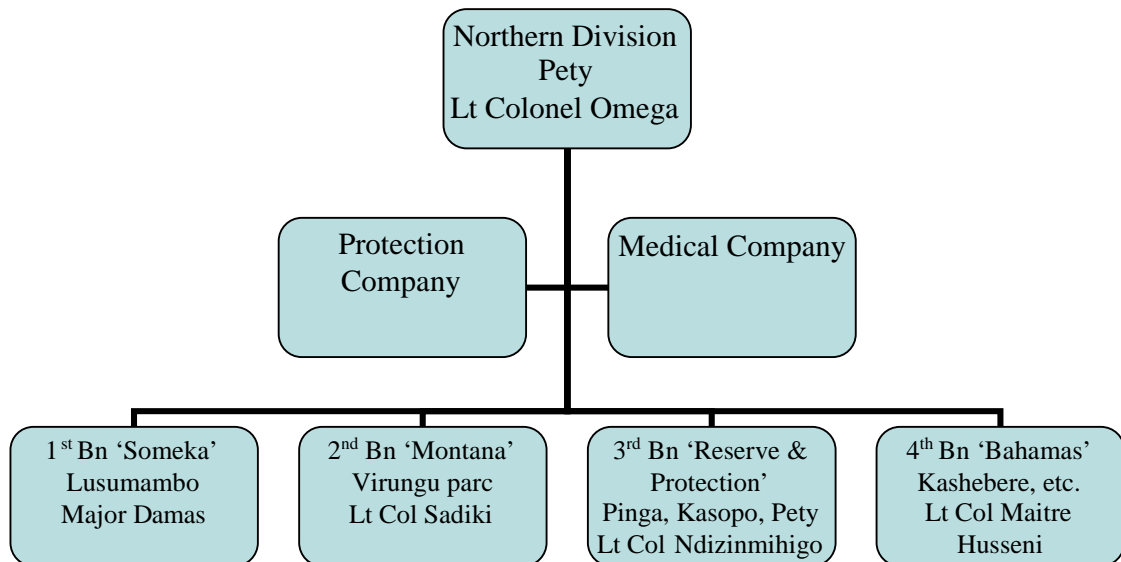 Northern Division
Pety
Lt Colonel Omega
Protection
Company
Medical Company
1st Bn ‘Someka’
Lusumambo
Major Damas
2nd Bn ‘Montana’
Virungu parc
Lt Col Sadiki
3rd Bn ‘Reserve &
Protection’
Pinga, Kasopo, Pety
Lt Col Ndizinmihigo
4th Bn ‘Bahamas’
Kashebere, etc.
Lt Col Maitre
Husseni